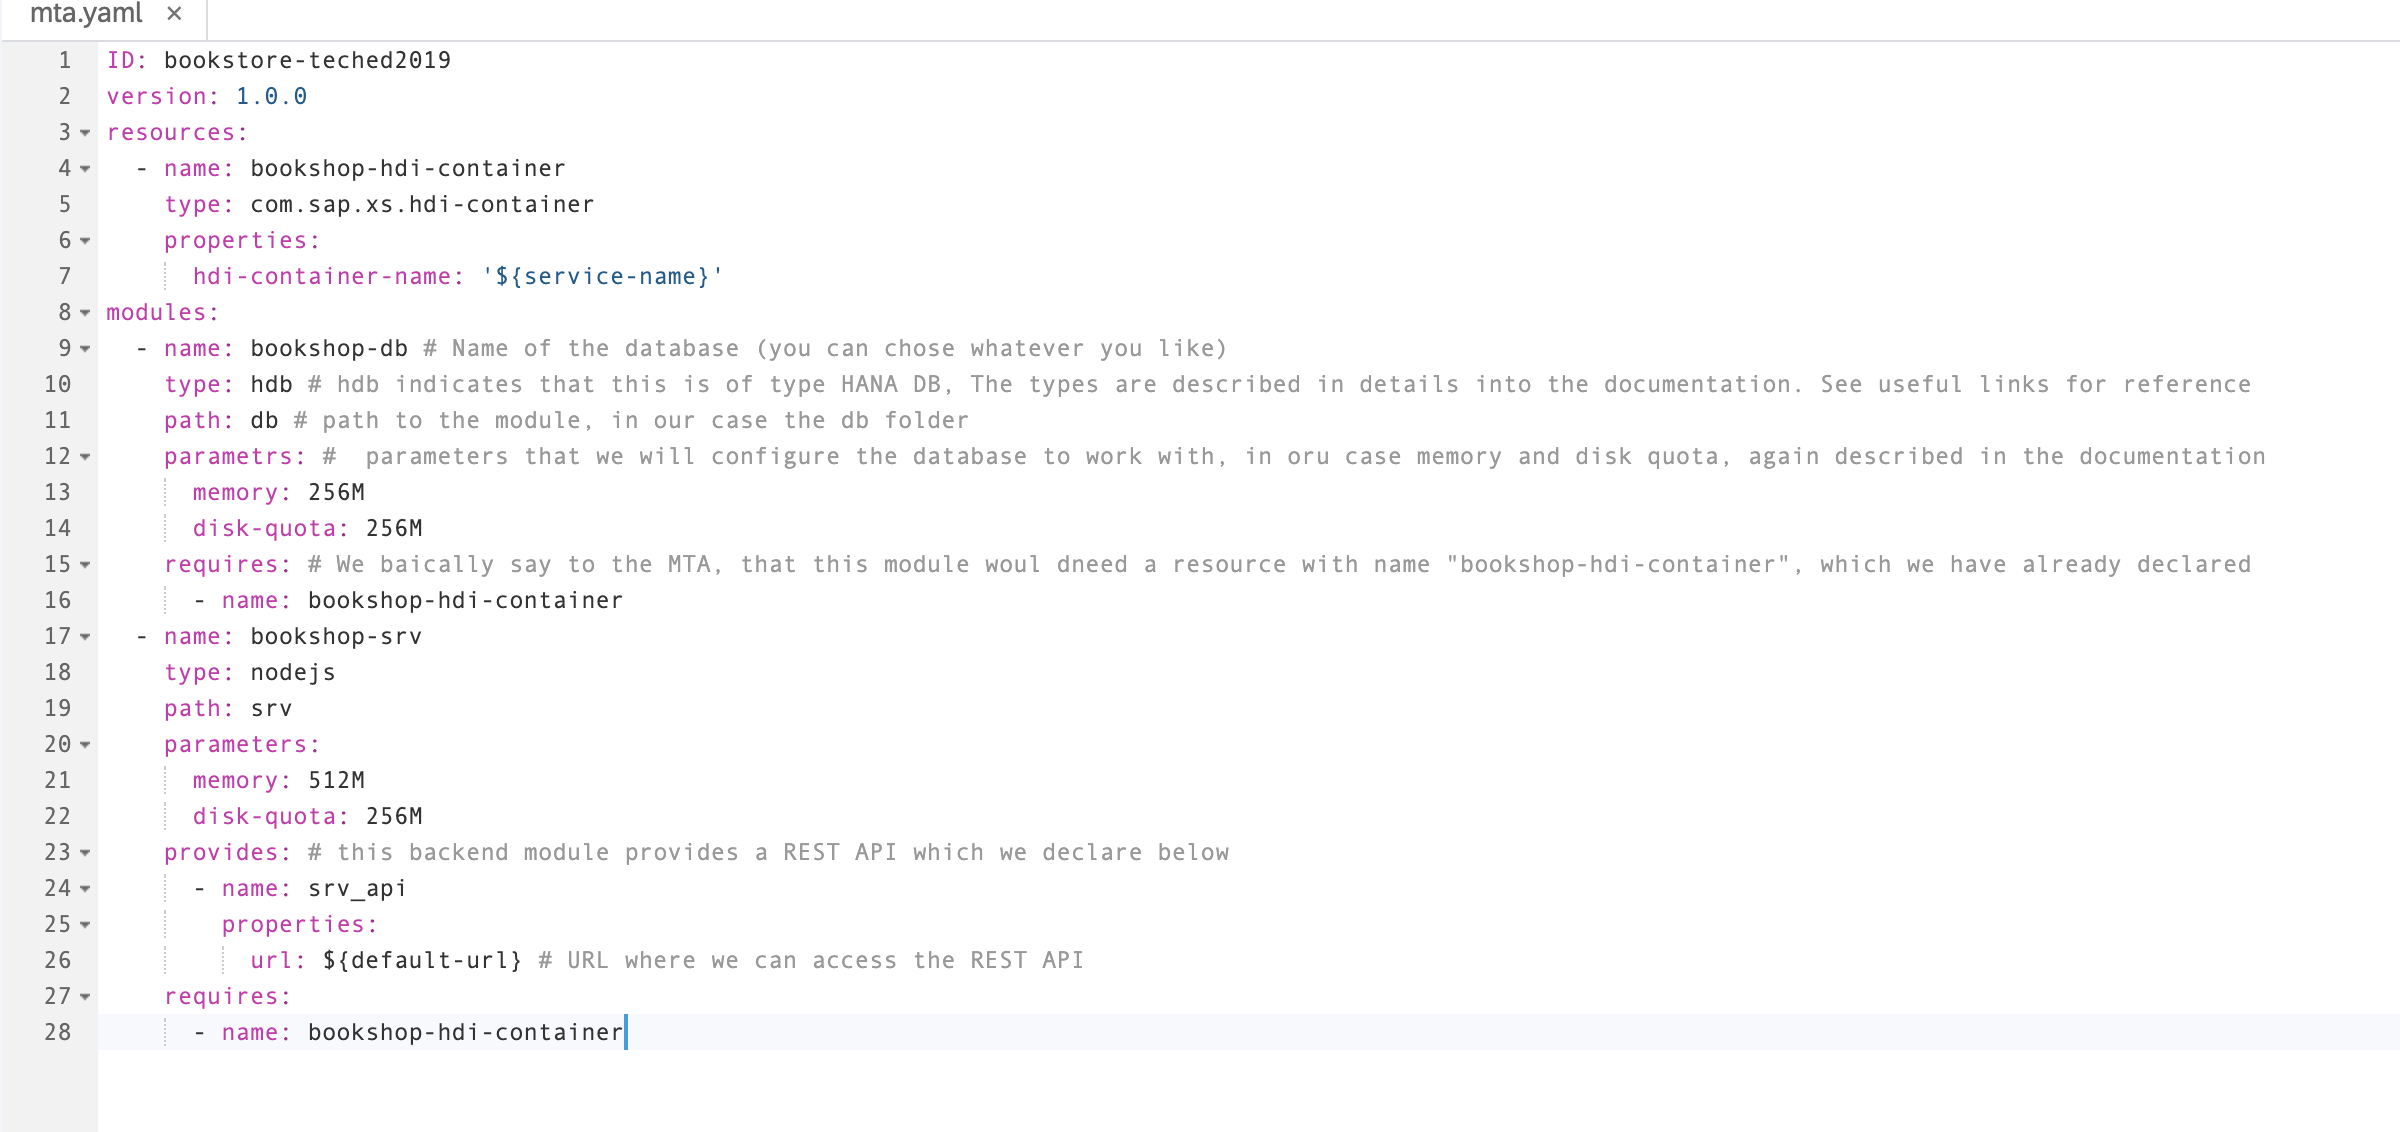 mta.yaml ×
1 ID: bookstore-teched2019
2 version: 1.0.0
3 resources:
4   - name: bookshop-hdi-container
5     type: com.sap.xs.hdi-container
6     properties:
7       hdi-container-name: '${service-name}'
8 modules:
9   - name: bookshop-db # Name of the database (you can chose whatever you like)
10     type: hdb # hdb indicates that this is of type HANA DB, The types are described in details into the documentation. See useful links for reference
11     path: db # path to the module, in our case the db folder
12     parametrs: #  parameters that we will configure the database to work with, in oru case memory and disk quota, again described in the documentation
13       memory: 256M
14       disk-quota: 256M
15     requires: # We baically say to the MTA, that this module woul dneed a resource with name "bookshop-hdi-container", which we have already declared
16       - name: bookshop-hdi-container
17   - name: bookshop-srv
18     type: nodejs
19     path: srv
20     parameters:
21       memory: 512M
22       disk-quota: 256M
23     provides: # this backend module provides a REST API which we declare below
24       - name: srv_api
25         properties:
26           url: ${default-url} # URL where we can access the REST API
27     requires:
28       - name: bookshop-hdi-container